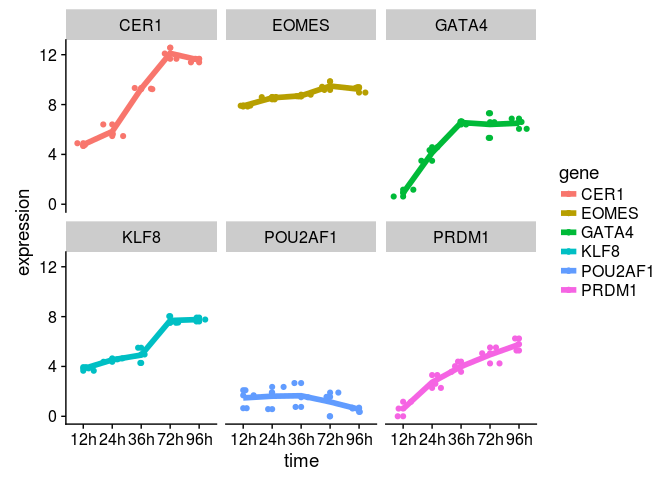 CER1 EOMES GATA4
12
8
4
0
KLF8 POU2AF1 PRDM1
12
8
4
0
12h 24h 36h 72h 96h 12h 24h 36h 72h 96h 12h 24h 36h 72h 96h
time
expression
gene
CER1
EOMES
GATA4
KLF8
POU2AF1
PRDM1